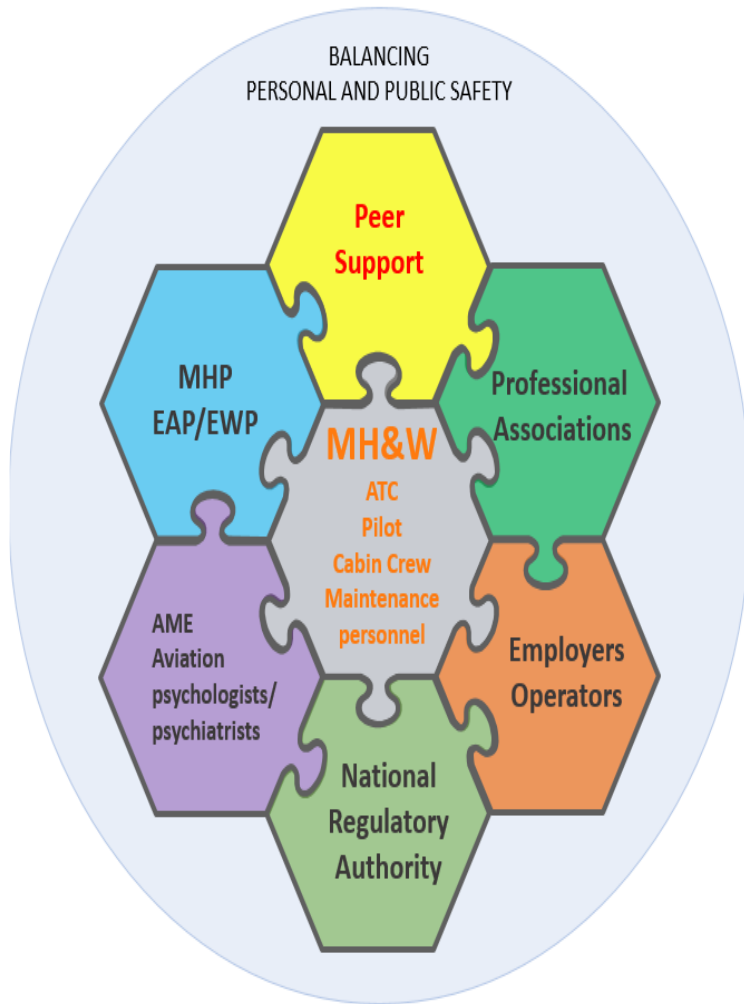 BALANCING
PERSONAL AND PUBLIC SAFETY
Peer
Support
MHP
EAP/EWP
Professional
Associations
MH&W
ATC
Pilot
Cabin Crew
Maintenance
personnel
AME
Aviation
psychologists/
psychiatrists
Employers
Operators
National
Regulatory
Authority